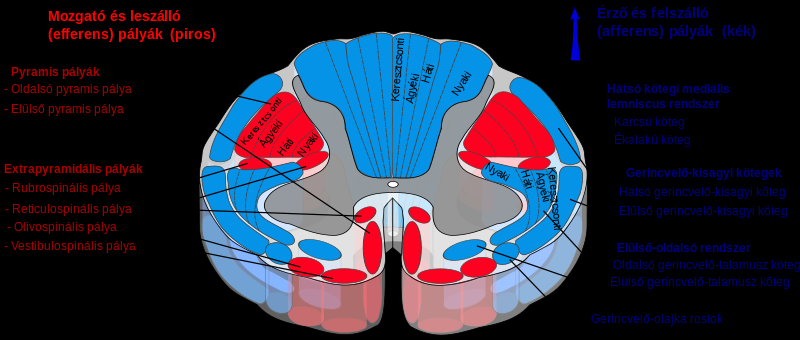 Mozgató és leszálló
(efferens) pályák (piros)
Pyramis pályák
- Oldalsó pyramis pálya
- Elülső pyramis pálya
Extrapyramidális pályák
- Rubrospinális pálya
- Reticulospinális pálya
- Olivospinális pálya
- Vestibulospinális pálya
Keresztcsonti
Ágyéki
Háti
Nyaki
Keresztcsonti
Ágyéki
Háti
Nyaki
Nyaki
Háti
Ágyéki
Keresztcsonti
Érző és felszálló
(afferens) pályák (kék)
Hátsó kötegi mediális
lemniscus rendszer
Karcsú köteg
Ékalakú köteg
Gerincvelő-kisagyi kötegek
Hátsó gerincvelő-kisagyi köteg
Elülső gerincvelő-kisagyi köteg
Elülső-oldalsó rendszer
Oldalsó gerincvelő-talamusz köteg
Elülső gerincvelő-talamusz köteg
Gerincvelő-olajka rostok